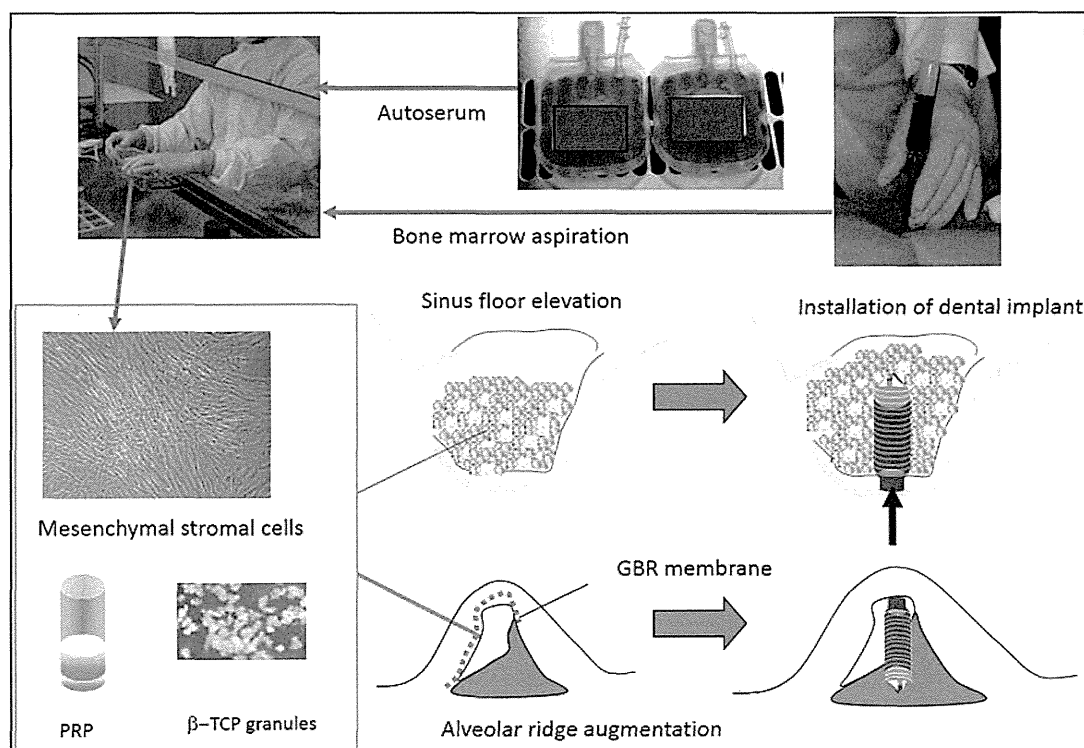 Autoserum
Bone marrow aspiration
Sinus floor elevation
Installation of dental implant
Mesenchymal stromal cells
GBR membrane
PRP
β–TCP granules
Alveolar ridge augmentation